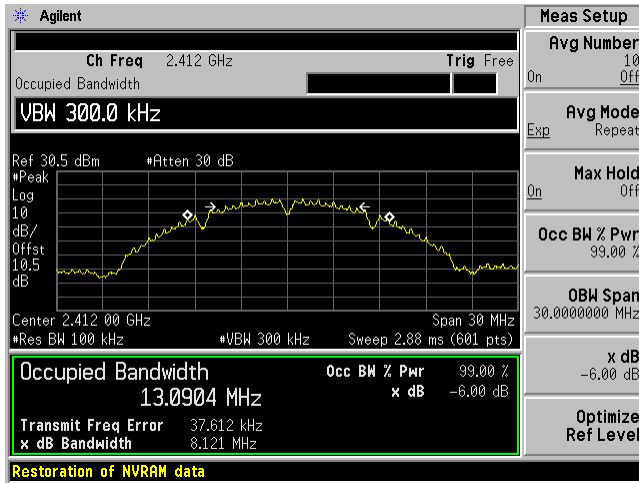 Agilent
Meas Setup
Ch Freq 2.412 GHz Trig Free
Occupied Bandwidth
VBW 300.0 kHz
Ref 30.5 dBm #Atten 30 dB
#Peak
Log
10
dB/
Offst
10.5
dB
Center 2.412 00 GHz Span 30 MHz
#Res BW 100 kHz #VBW 300 kHz Sweep 2.88 ms (601 pts)
Occupied Bandwidth Occ BW % Pwr 99.00 %
13.0904 MHz x dB -6.00 dB
Transmit Freq Error 37.612 kHz
x dB Bandwidth 8.121 MHz
Restoration of NVRAM data
Avg Number
10
On Off
Avg Mode
Exp Repeat
Max Hold
On Off
Occ BW % Pwr
99.00 %
OBW Span
30.0000000 MHz
x dB
-6.00 dB
Optimize
Ref Level